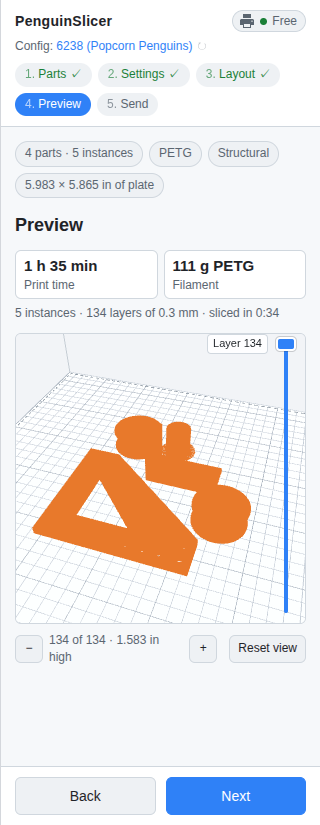 PenguinSlicer
Free
Config: 6238 (Popcorn Penguins)
1. Parts ✓
2. Settings ✓
3. Layout ✓
4. Preview
5. Send
4 parts · 5 instances
PETG
Structural
5.983 × 5.865 in of plate
Preview
1 h 35 min
Print time
111 g PETG
Filament
5 instances · 134 layers of 0.3 mm · sliced in 0:34
Layer 134
−
134 of 134 · 1.583 in
high
+
Reset view
Back
Next